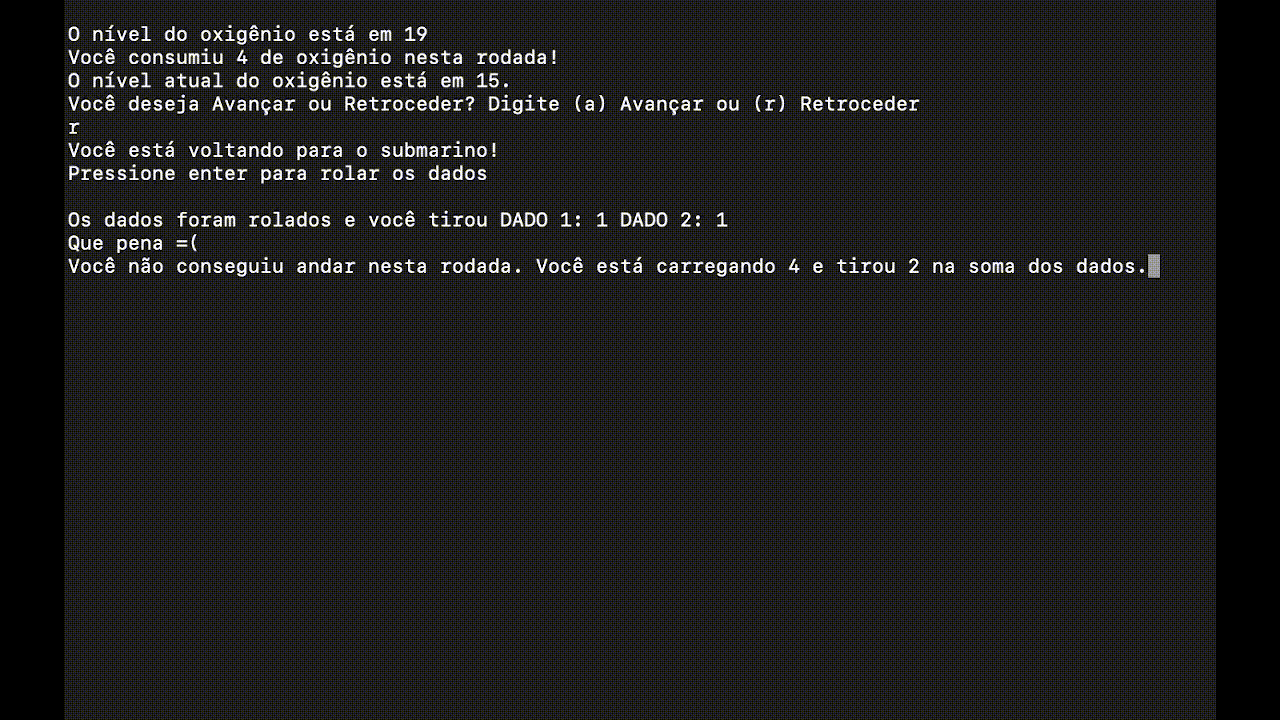 O nível do oxigênio está em 19
Você consumiu 4 de oxigênio nesta rodada!
O nível atual do oxigênio está em 15.
Você deseja Avançar ou Retroceder? Digite (a) Avançar ou (r) Retroceder
r
Você está voltando para o submarino!
Pressione enter para rolar os dados
Os dados foram rolados e você tirou DADO 1: 1 DADO 2: 1
Que pena =(
Você não conseguiu andar nesta rodada. Você está carregando 4 e tirou 2 na soma dos dados.